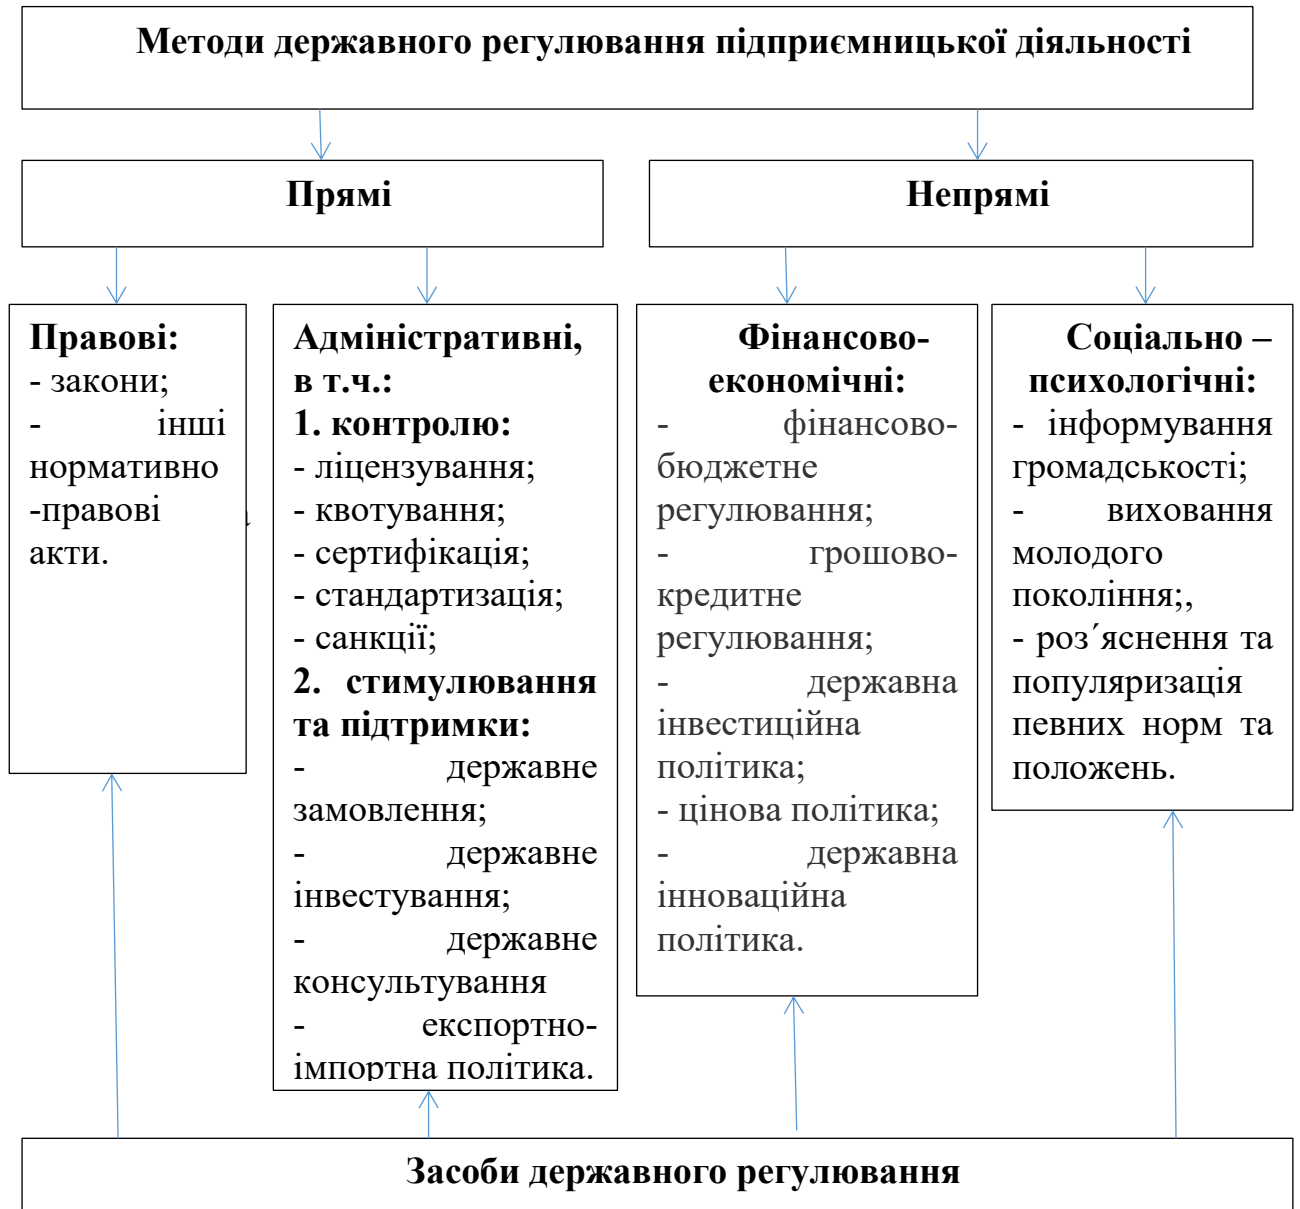 Методи державного регулювання підприємницької діяльності
Прямі
Непрямі
Правові:
- закони;
- інші
нормативно
-правові
акти.
Адміністративні,
в т.ч.:
1. контролю:
- ліцензування;
- квотування;
- сертифікація;
- стандартизація;
- санкції;
2. стимулювання
та підтримки:
- державне
замовлення;
- державне
інвестування;
- державне
консультування
- експортно-
імпортна політика.
Фінансово-
економічні:
- фінансово-
бюджетне
регулювання;
- грошово-
кредитне
регулювання;
- державна
інвестиційна
політика;
- цінова політика;
- державна
інноваційна
політика.
Соціально –
психологічні:
- інформування
громадськості;
- виховання
молодого
покоління;,
- роз´яснення та
популяризація
певних норм та
положень.
Засоби державного регулювання